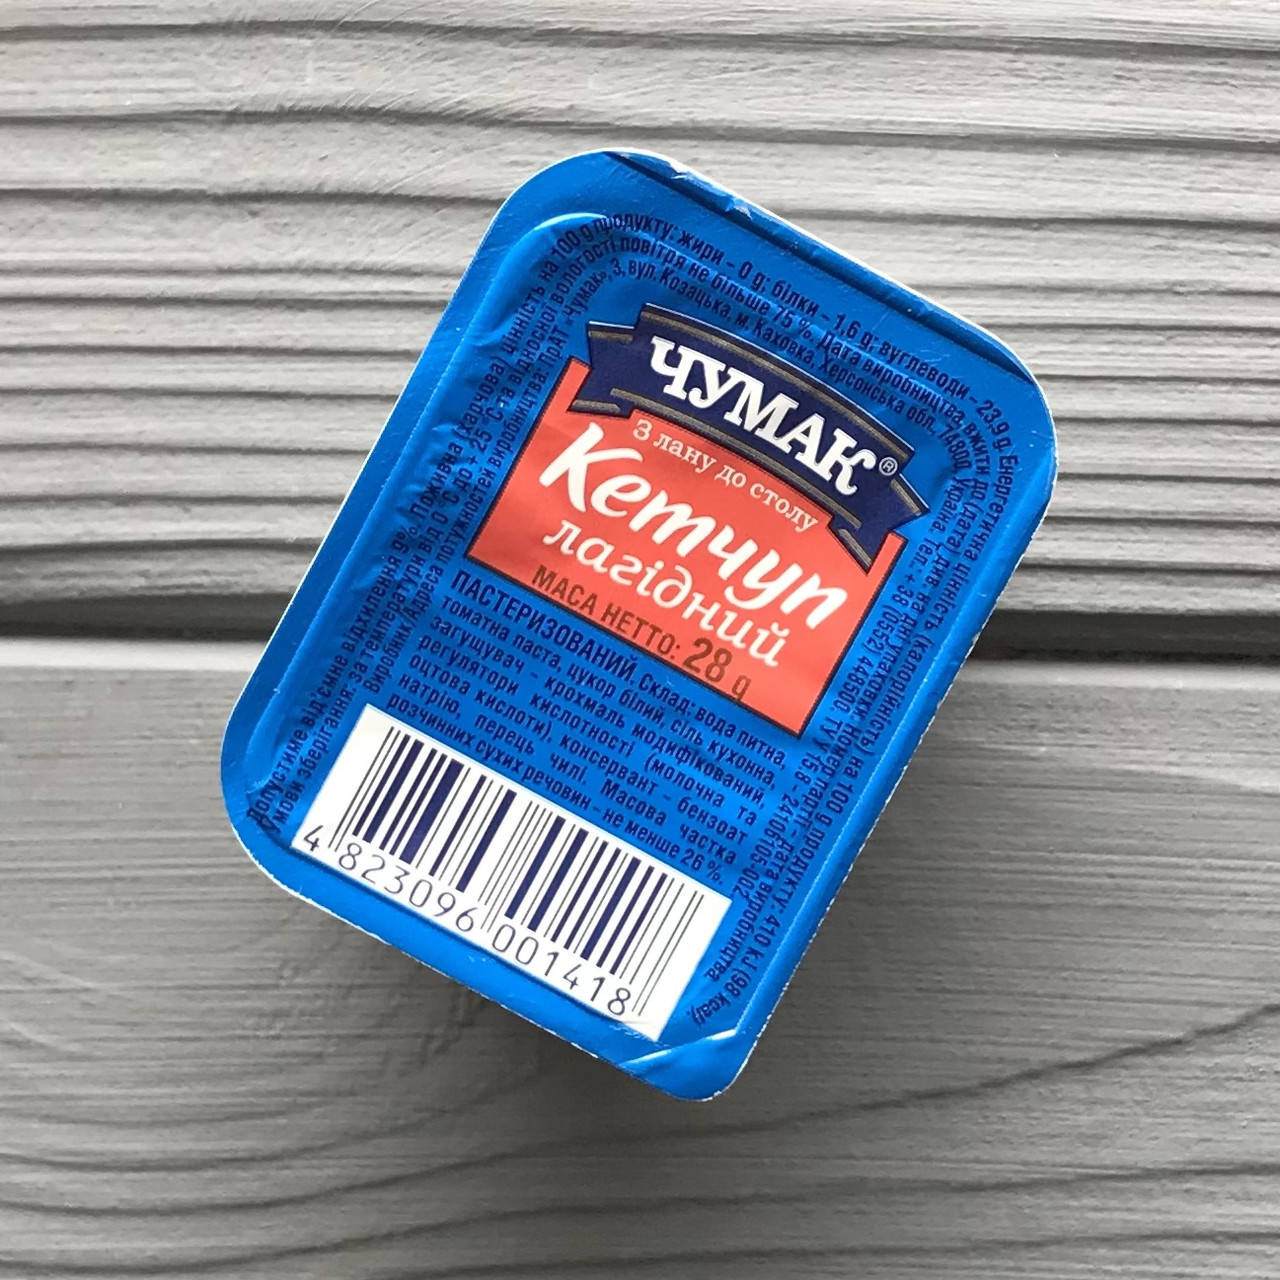 ЧУМАК®
З лану до столу
Кетчуп
лагідний
МАСА НЕТТО: 28 g
ПАСТЕРИЗОВАНИЙ. Склад: вода питна,
томатна паста, цукор білий, сіль кухонна,
загущувач - крохмаль модифікований,
регулятори кислотності (молочна та
оцтова кислоти), консервант - бензоат
натрію, перець чилі. Масова частка
розчинних сухих речовин - не менше 26 %.
Допустиме від'ємне відхилення 9%. Поживна (харчова) цінність на 100 g продукту: жири - 0 g; білки - 1,6 g; вуглеводи - 23,9 g. Енергетична цінність (калорійність) на 100 g продукту: 410 kJ (98 kcal).
Умови зберігання: за температури від 0 °C до + 25 °C та відносної вологості повітря не більше 75 %. Дата виробництва, вжити до (дата): див. на дні упаковки. Номер партії - дата виробництва
Виробник/Адреса потужностей виробництва: ПрАТ «Чумак», 3, вул. Козацька, м. Каховка, Херсонська обл., 74800, Україна. Тел.: + 38 (0552) 448500. ТУ У 15.8 - 24106105-002
4 823096 001418